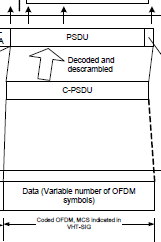 PSDU
Decoded and
descrambled
C-PSDU
Data (Variable number of OFDM
symbols)
Coded OFDM, MCS indicated in
VHT-SIG